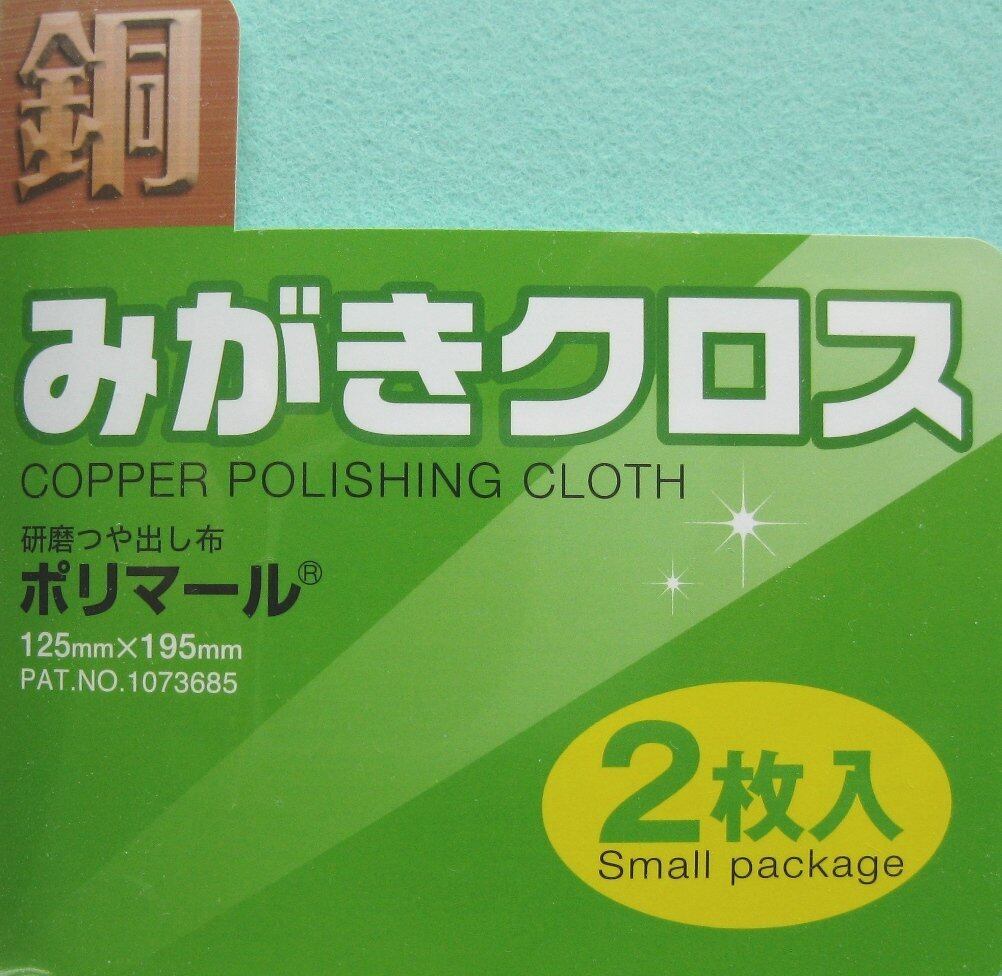 銅
みがきクロス
COPPER POLISHING CLOTH
研磨つや出し布
ポリマール®
125mm×195mm
PAT.NO.1073685
2枚入
Small package